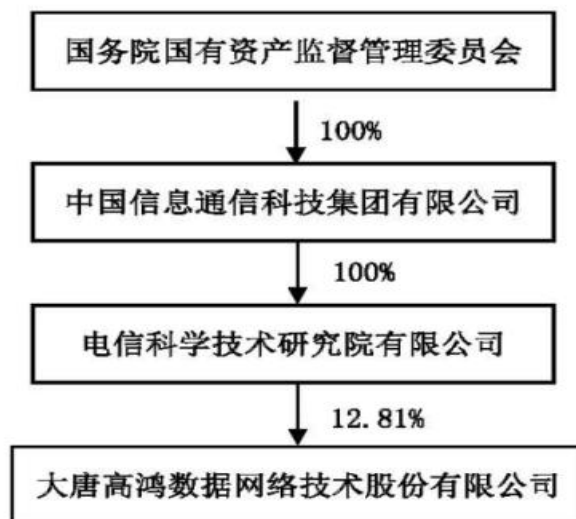 国务院国有资产监督管理委员会
100%
中国信息通信科技集团有限公司
100%
电信科学技术研究院有限公司
12.81%
大唐高鸿数据网络技术股份有限公司